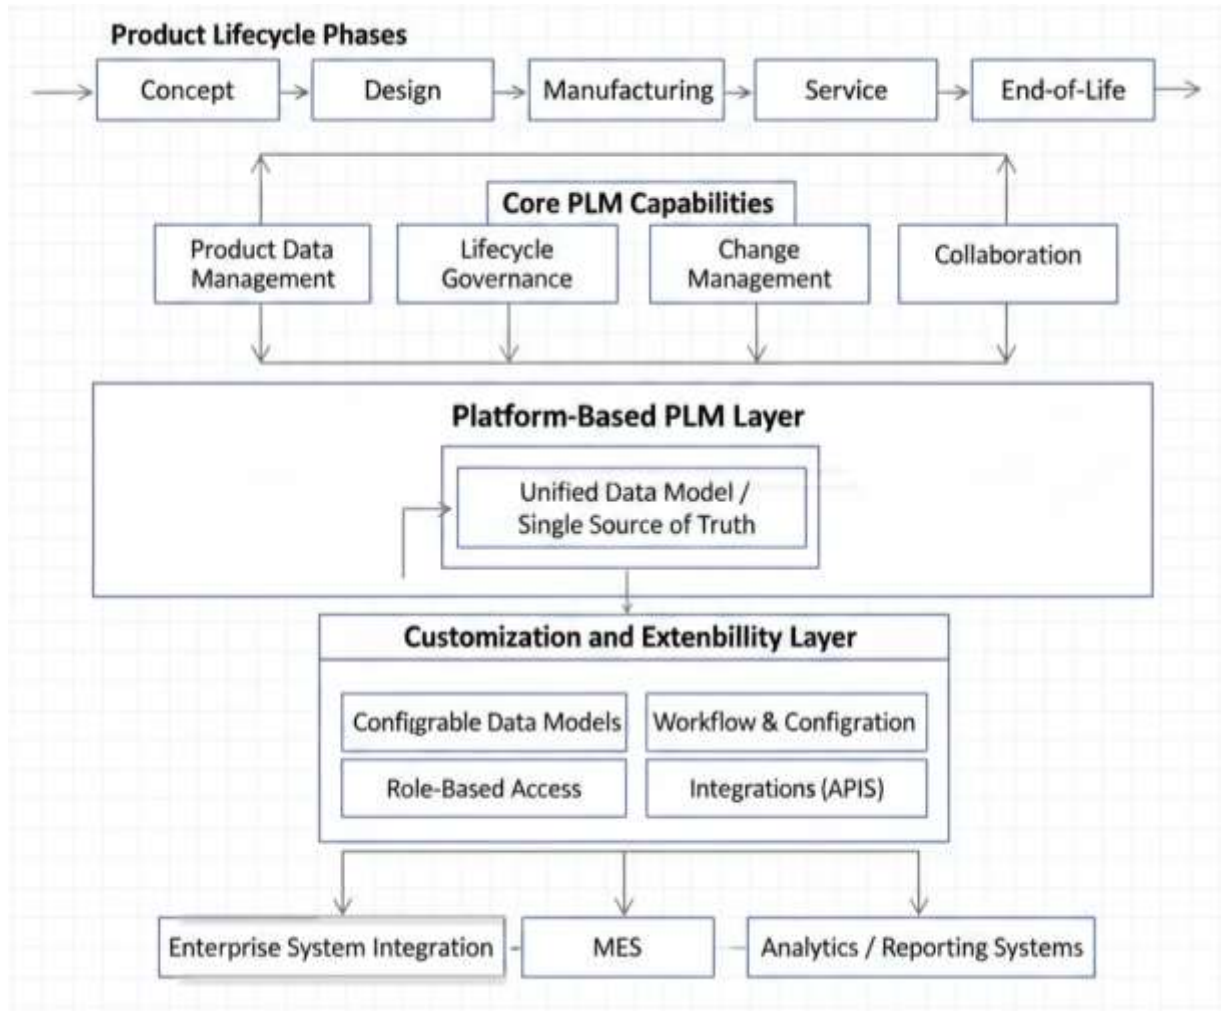 Product Lifecycle Phases
Concept
Design
Manufacturing
Service
End-of-Life
Core PLM Capabilities
Product Data
Management
Lifecycle
Governance
Change
Management
Collaboration
Platform-Based PLM Layer
Unified Data Model /
Single Source of Truth
Customization and Extenbillity Layer
Configrable Data Models
Workflow & Configration
Role-Based Access
Integrations (APIS)
Enterprise System Integration
MES
Analytics / Reporting Systems